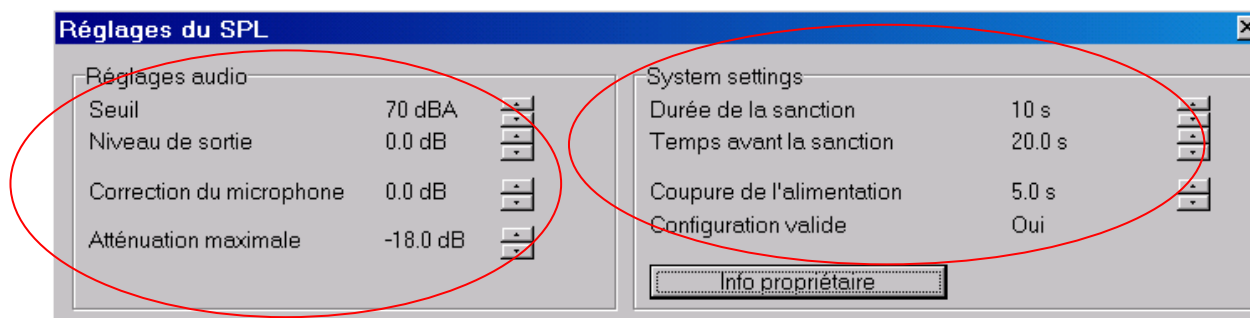 Réglages du SPL
Réglages audio
Seuil 70 dBA
Niveau de sortie 0.0 dB
Correction du microphone 0.0 dB
Atténuation maximale -18.0 dB
System settings
Durée de la sanction 10 s
Temps avant la sanction 20.0 s
Coupure de l'alimentation 5.0 s
Configuration valide Oui
Info propriétaire